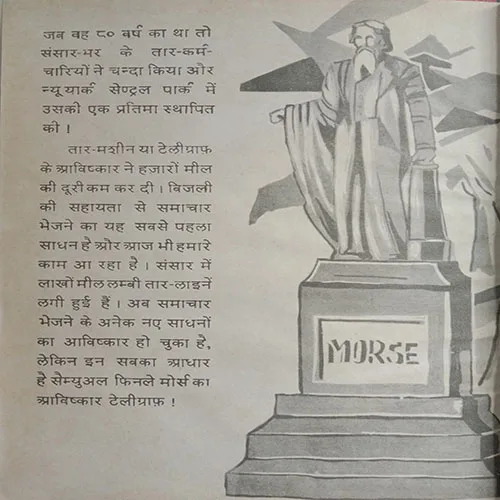 जब वह ८० वर्ष का था तो
संसार-भर के तार-कर्म-
चारियों ने चन्दा किया और
न्यूयार्क सेण्ट्रल पार्क में
उसकी एक प्रतिमा स्थापित
की !
तार-मशीन या टेलीग्राफ़
के आविष्कार ने हज़ारों मील
की दूरी कम कर दी । बिजली
की सहायता से समाचार
भेजने का यह सबसे पहला
साधन है और आज भी हमारे
काम आ रहा है । संसार में
लाखों मील लम्बी तार-लाइनें
लगी हुई हैं । अब समाचार
भेजने के अनेक नए साधनों
का आविष्कार हो चुका है,
लेकिन इन सबका आधार
है सेम्युअल फिनले मोर्स का
आविष्कार टेलीग्राफ़ !
MORSE